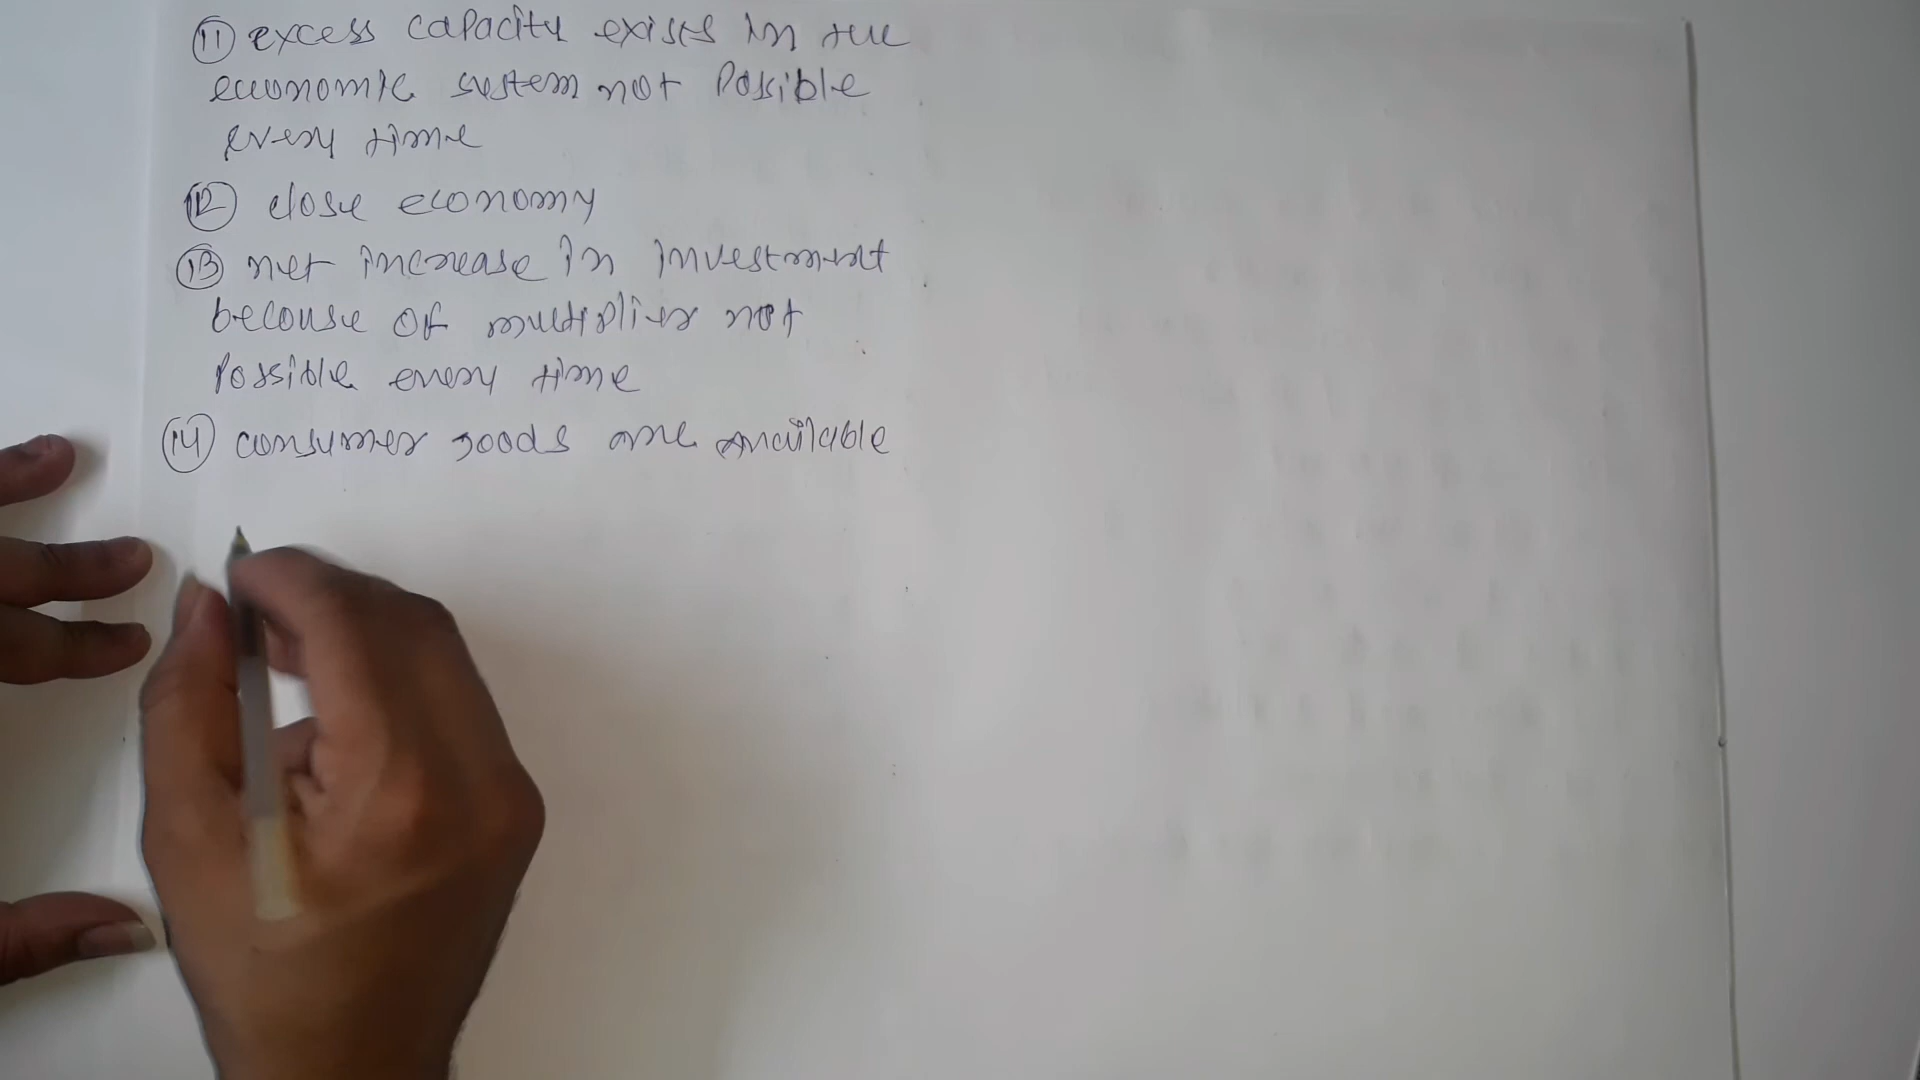 11 excess capacity exists in the
economic system not possible
every time
12 close economy
13 net increase in investment
because of multiplier not
possible every time
14 consumer goods are available